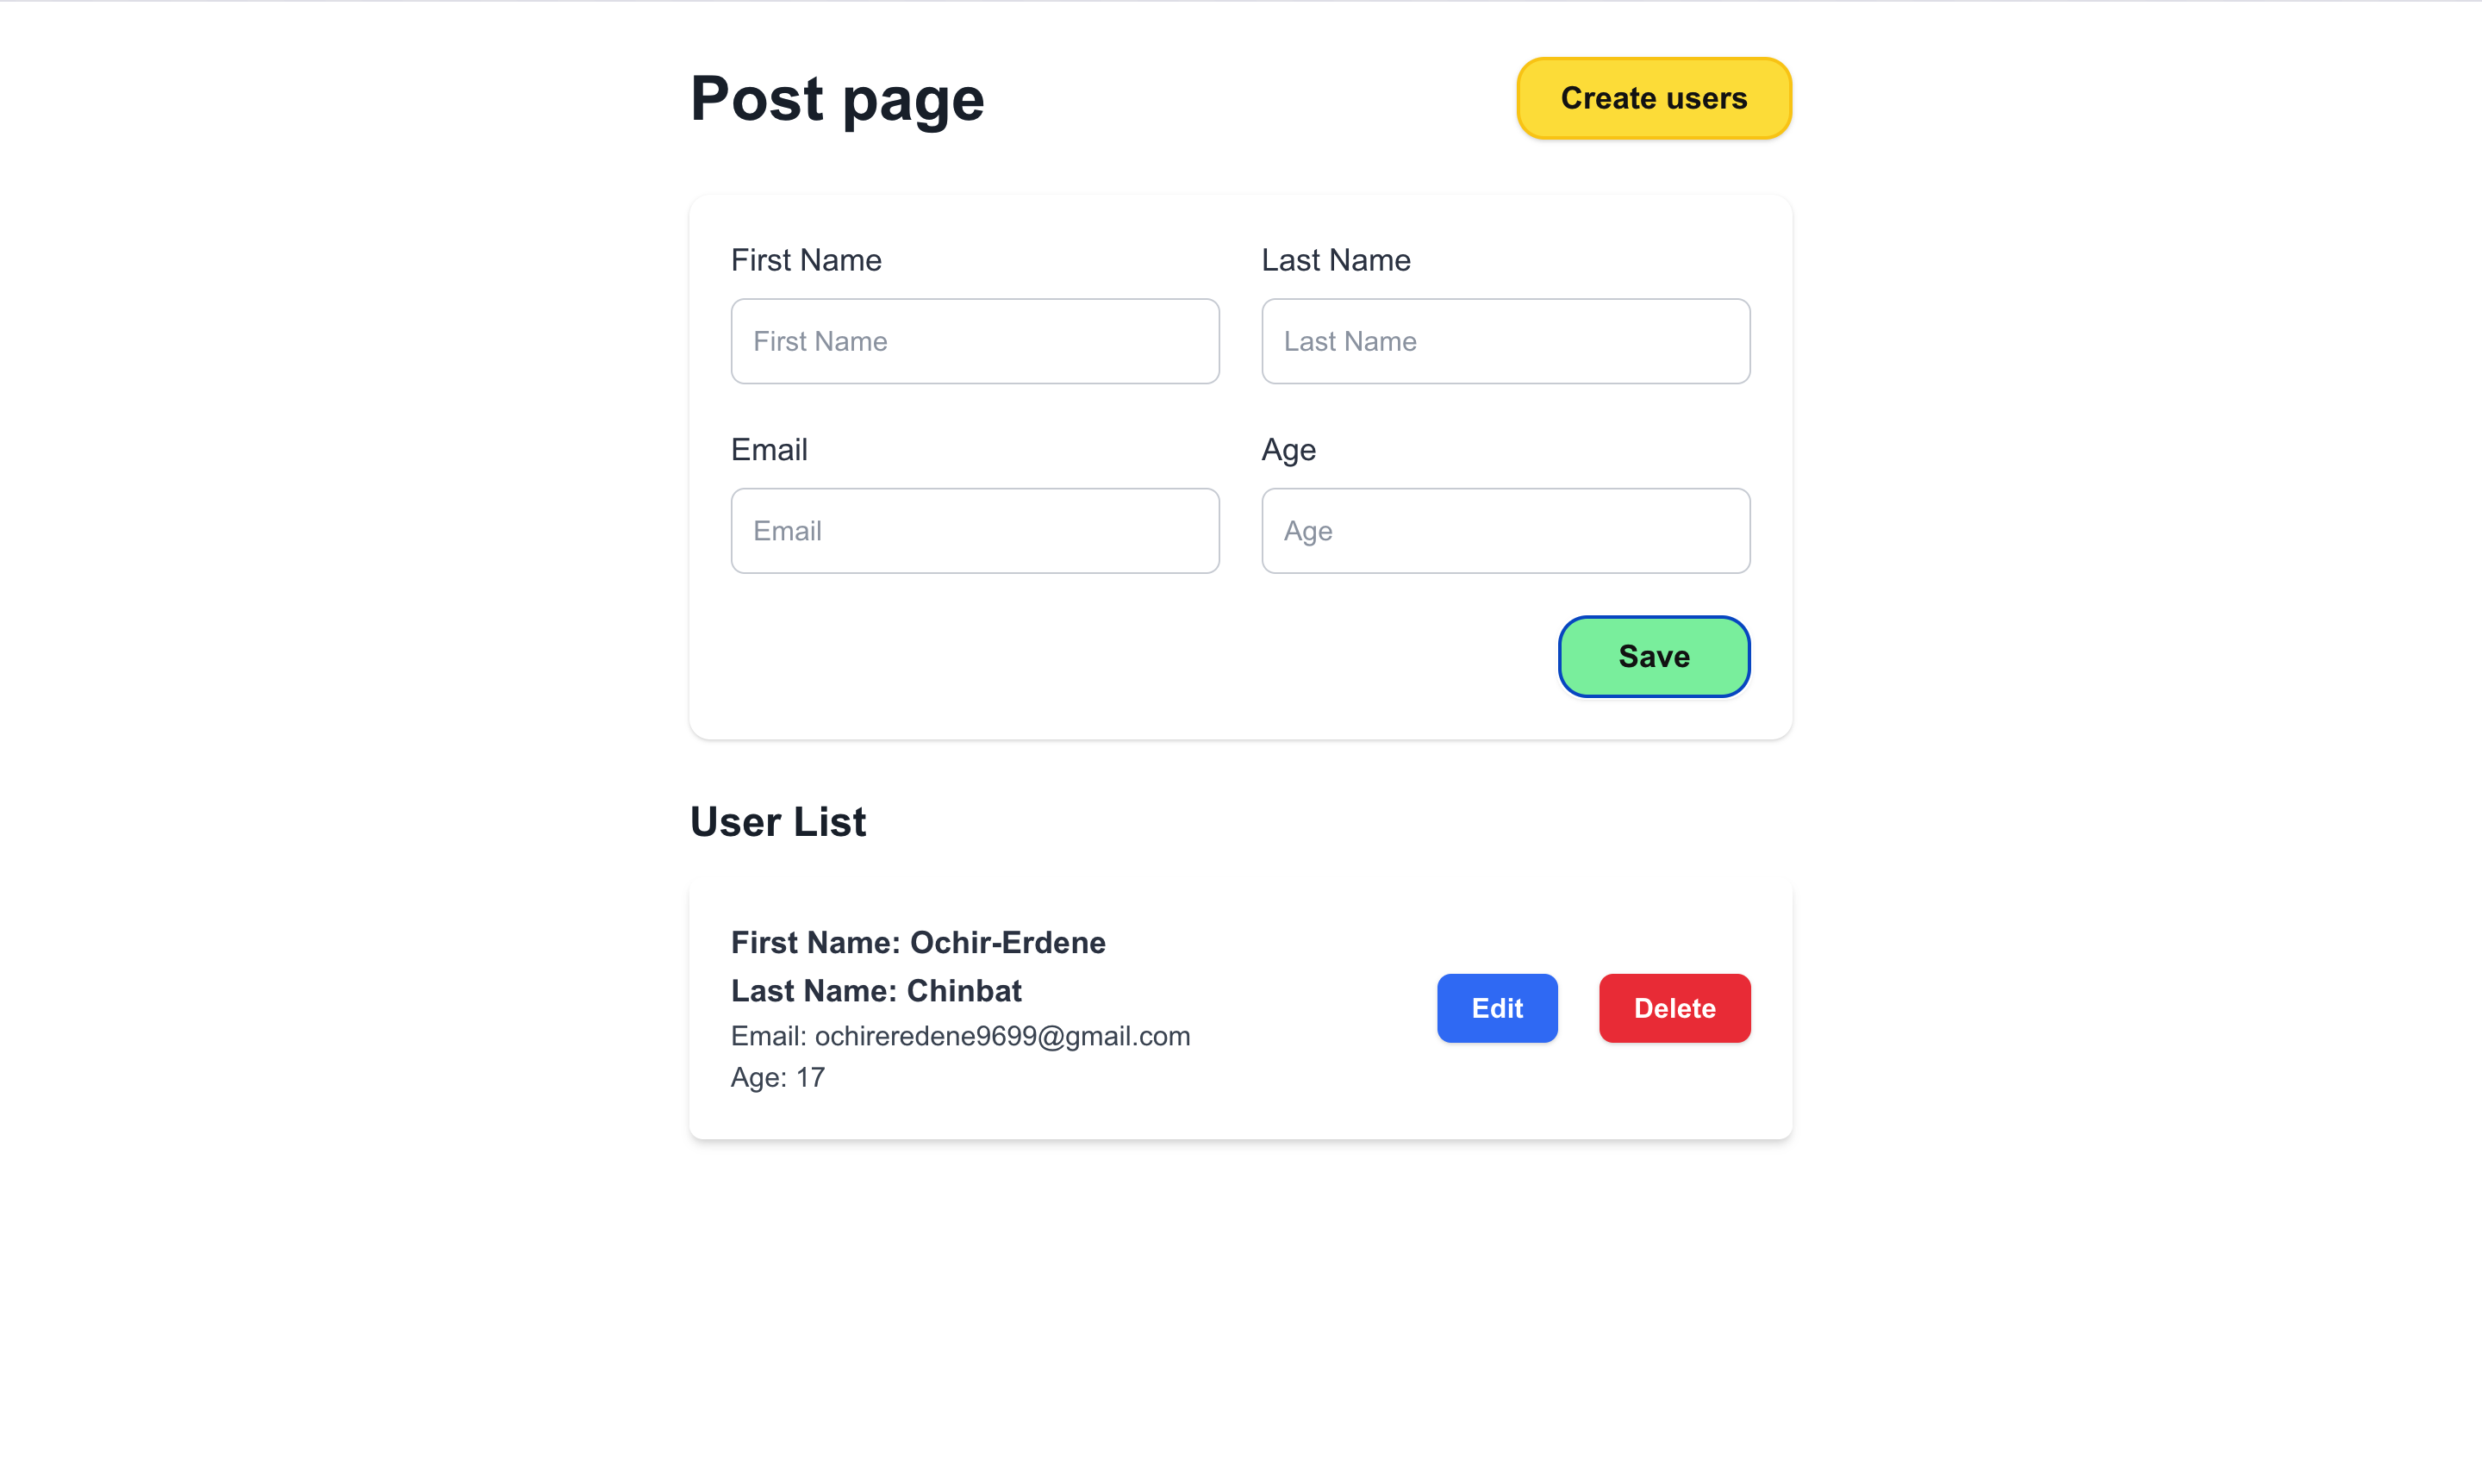 Post page
Create users
First Name
Last Name
First Name
Last Name
Email
Age
Email
Age
Save
User List
First Name: Ochir-Erdene
Last Name: Chinbat
Email: ochireredene9699@gmail.com
Age: 17
Edit
Delete